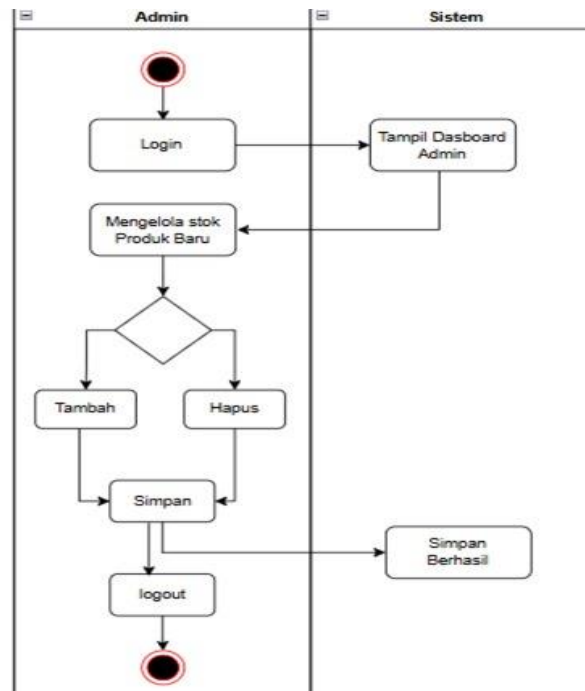 Admin
Sistem
Login
Tampil Dasboard
Admin
Mengelola stok
Produk Baru
Tambah
Hapus
Simpan
Simpan
Berhasil
logout